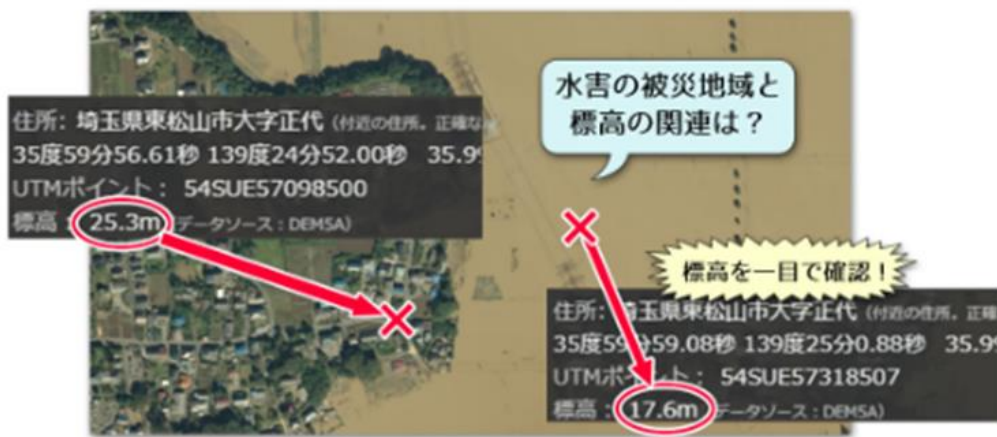 水害の被災地域と
標高の関連は？
住所: 埼玉県東松山市大字正代 (付近の住所。正確な
35度59分56.61秒 139度24分52.00秒 35.99
UTMポイント： 54SUE57098500
標高： 25.3m (データソース：DEM5A)
標高を一目で確認！
住所: 埼玉県東松山市大字正代 (付近の住所。正確
35度59分59.08秒 139度25分0.88秒 35.99
UTMポイント： 54SUE57318507
標高： 17.6m (データソース：DEM5A)